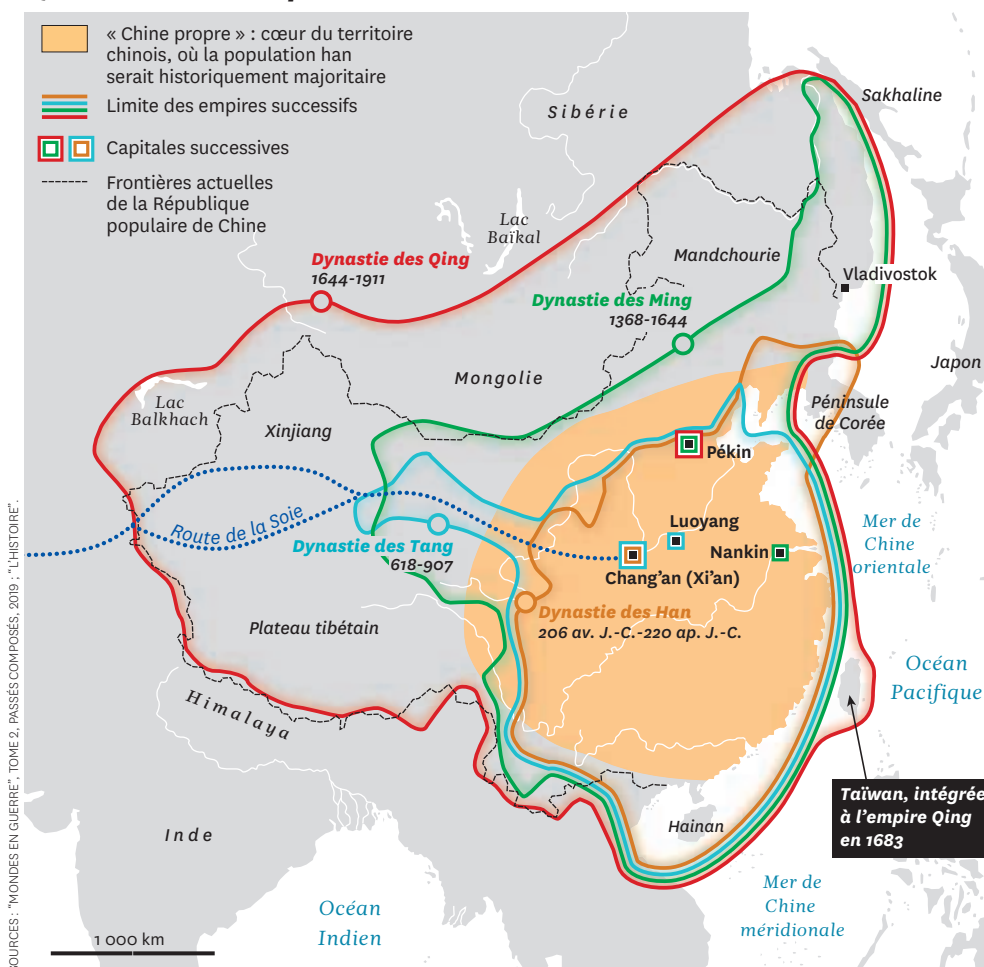 « Chine propre » : cœur du territoire
chinois, où la population han
serait historiquement majoritaire
Limite des empires successifs
Capitales successives
Frontières actuelles
de la République
populaire de Chine
Sibérie
Sakhaline
Lac
Baïkal
Mandchourie
Dynastie des Qing
1644-1911
Vladivostok
Dynastie des Ming
1368-1644
Japon
Mongolie
Péninsule
de Corée
Lac
Balkhach
Xinjiang
Pékin
Route de la Soie
Luoyang
Mer de
Chine
orientale
Dynastie des Tang
618-907
Nankin
Chang’an (Xi’an)
Dynastie des Han
206 av. J.-C.-220 ap. J.-C.
Plateau tibétain
Océan
Pacifique
Himalaya
Taïwan, intégrée
à l’empire Qing
en 1683
Inde
Hainan
Mer de
Chine
méridionale
Océan
Indien
1 000 km
SOURCES : "MONDES EN GUERRE", TOME 2, PASSÉS COMPOSÉS, 2019 ; "L’HISTOIRE".